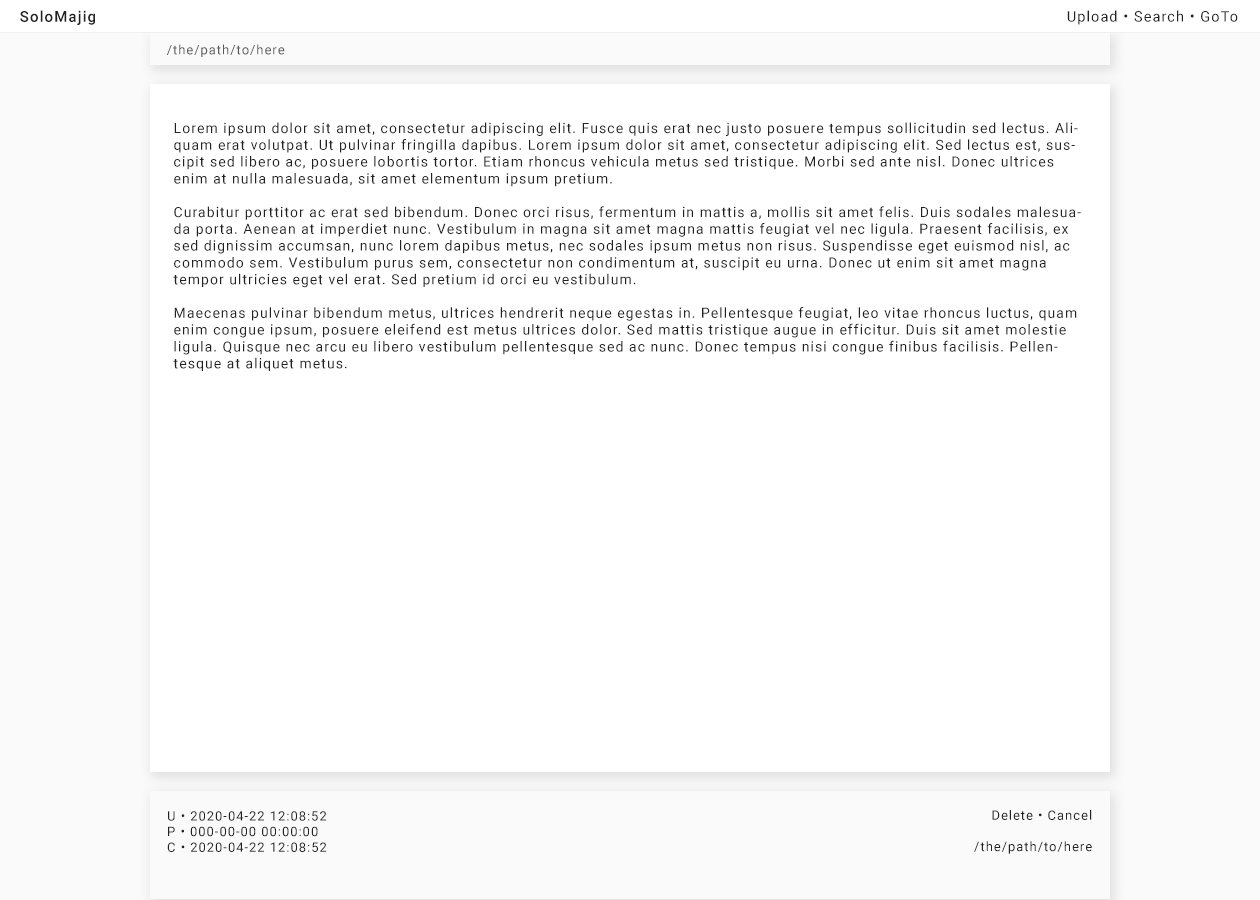 SoloMajig
Upload • Search • GoTo
/the/path/to/here
Lorem ipsum dolor sit amet, consectetur adipiscing elit. Fusce quis erat nec justo posuere tempus sollicitudin sed lectus. Ali-
quam erat volutpat. Ut pulvinar fringilla dapibus. Lorem ipsum dolor sit amet, consectetur adipiscing elit. Sed lectus est, sus-
cipit sed libero ac, posuere lobortis tortor. Etiam rhoncus vehicula metus sed tristique. Morbi sed ante nisl. Donec ultrices
enim at nulla malesuada, sit amet elementum ipsum pretium.
Curabitur porttitor ac erat sed bibendum. Donec orci risus, fermentum in mattis a, mollis sit amet felis. Duis sodales malesua-
da porta. Aenean at imperdiet nunc. Vestibulum in magna sit amet magna mattis feugiat vel nec ligula. Praesent facilisis, ex
sed dignissim accumsan, nunc lorem dapibus metus, nec sodales ipsum metus non risus. Suspendisse eget euismod nisl, ac
commodo sem. Vestibulum purus sem, consectetur non condimentum at, suscipit eu urna. Donec ut enim sit amet magna
tempor ultricies eget vel erat. Sed pretium id orci eu vestibulum.
Maecenas pulvinar bibendum metus, ultrices hendrerit neque egestas in. Pellentesque feugiat, leo vitae rhoncus luctus, quam
enim congue ipsum, posuere eleifend est metus ultrices dolor. Sed mattis tristique augue in efficitur. Duis sit amet molestie
ligula. Quisque nec arcu eu libero vestibulum pellentesque sed ac nunc. Donec tempus nisi congue finibus facilisis. Pellen-
tesque at aliquet metus.
U • 2020-04-22 12:08:52
P • 000-00-00 00:00:00
C • 2020-04-22 12:08:52
Delete • Cancel
/the/path/to/here